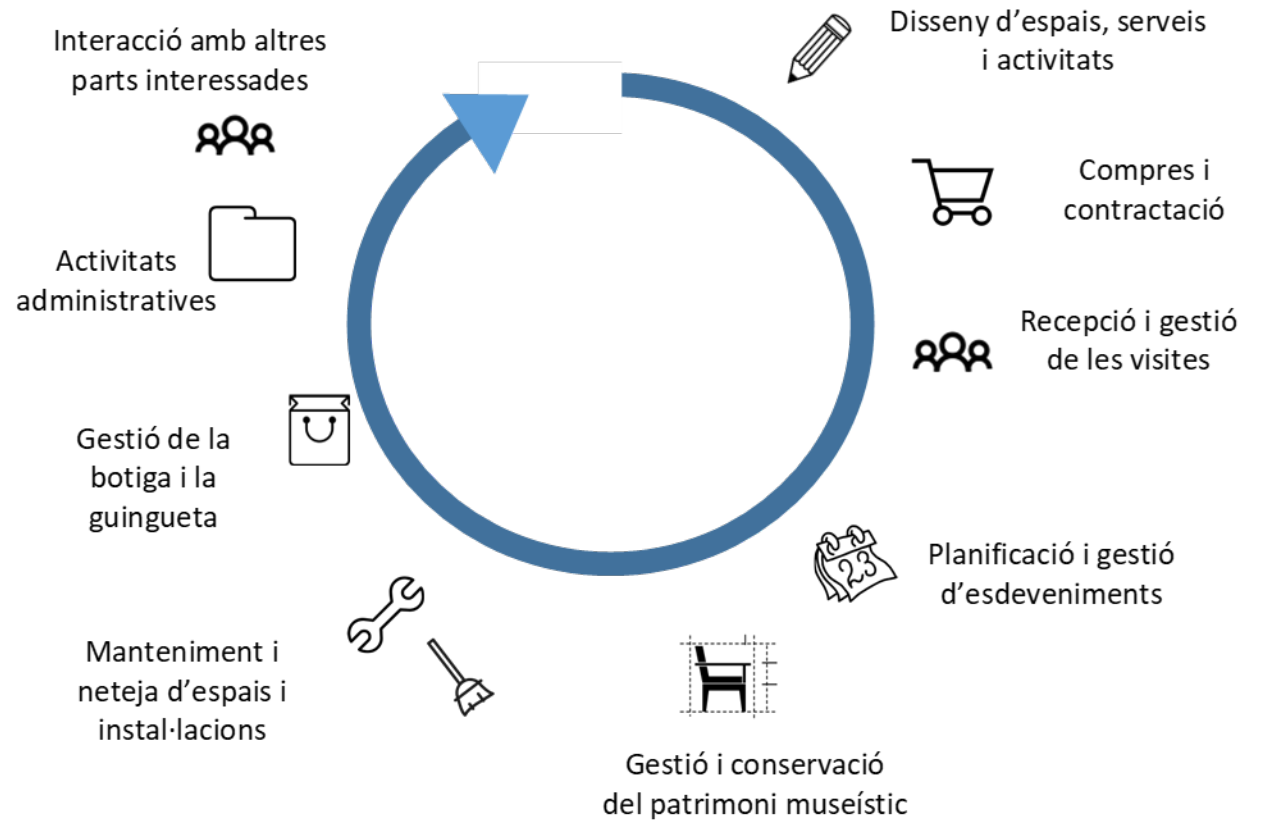 Disseny d’espais, serveis
i activitats
Compres i
contractació
Recepció i gestió
de les visites
Planificació i gestió
d’esdeveniments
23
Gestió i conservació
del patrimoni museístic
Manteniment i
neteja d’espais i
instal·lacions
Gestió de la
botiga i la
guingueta
Activitats
administratives
Interacció amb altres
parts interessades